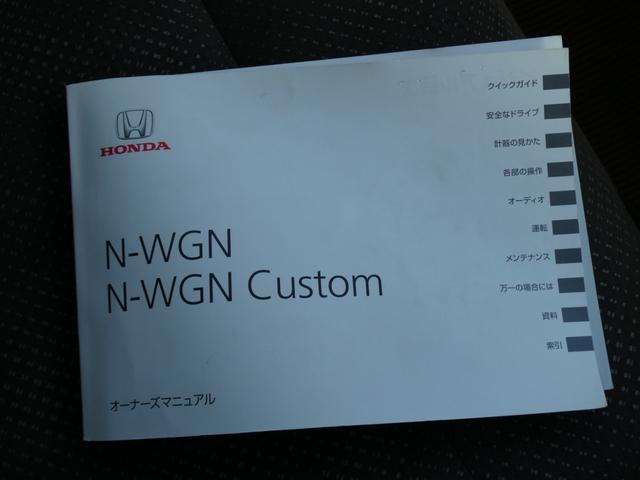 HONDA
N-WGN
N-WGN Custom
オーナーズマニュアル
クイックガイド
安全なドライブ
計器の見かた
各部の操作
オーディオ
運転
メンテナンス
万一の場合には
資料
索引